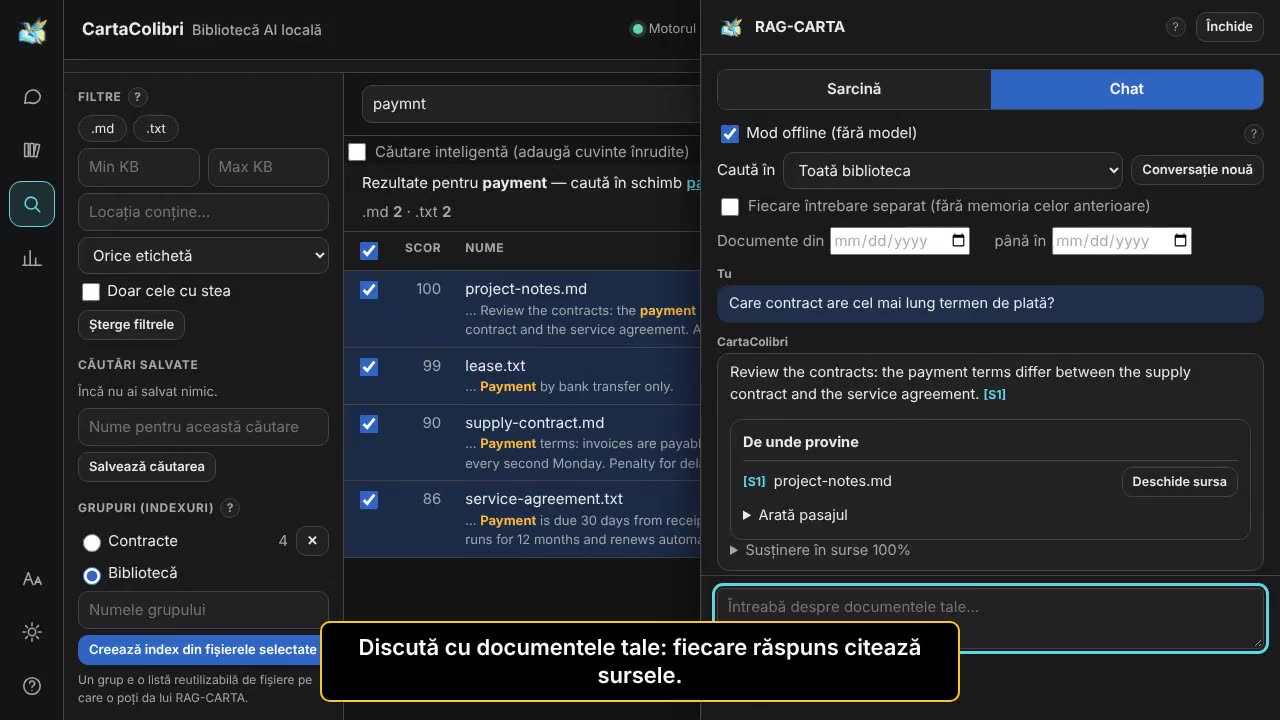 CartaColibri Bibliotecă AI locală
Motorul
FILTRE ?
.md .txt
Min KB Max KB
Locația conține...
Orice etichetă
Doar cele cu stea
Șterge filtrele
CĂUTĂRI SALVATE
Încă nu ai salvat nimic.
Nume pentru această căutare
Salvează căutarea
GRUPURI (INDEXURI) ?
Contracte 4 ✕
Bibliotecă
Numele grupului
Creează index din fișierele selectate
Un grup e o listă reutilizabilă de fișiere pe
care o poți da lui RAG-CARTA.
paymnt
Căutare inteligentă (adaugă cuvinte înrudite)
Rezultate pentru payment — caută în schimb pa
.md 2 · .txt 2
SCOR NUME
100 project-notes.md
... Review the contracts: the payment
contract and the service agreement. A
99 lease.txt
... Payment by bank transfer only.
90 supply-contract.md
... Payment terms: invoices are payab
every second Monday. Penalty for del
86 service-agreement.txt
... Payment is due 30 days from receip
runs for 12 months and renews automa
RAG-CARTA ? Închide
Sarcină Chat
Mod offline (fără model) ?
Caută în Toată biblioteca Conversație nouă
Fiecare întrebare separat (fără memoria celor anterioare)
Documente din mm/dd/yyyy până în mm/dd/yyyy
Tu
Care contract are cel mai lung termen de plată?
CartaColibri
Review the contracts: the payment terms differ between the supply
contract and the service agreement. [S1]
De unde provine
[S1] project-notes.md Deschide sursa
Arată pasajul
Susținere în surse 100%
Întreabă despre documentele tale...
Discută cu documentele tale: fiecare răspuns citează
sursele.
AA
?